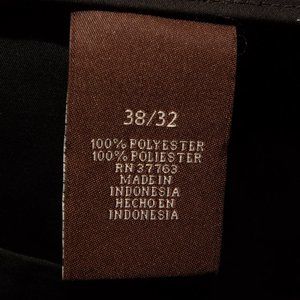 38/32
100% POLYESTER
100% POLIESTER
RN 37763
MADE IN
INDONESIA
HECHO EN
INDONESIA